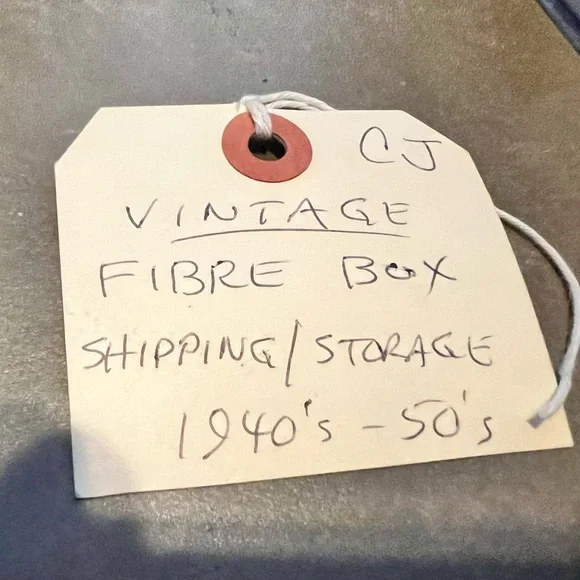 CJ
VINTAGE
FIBRE BOX
SHIPPING/STORAGE
1940's - 50's